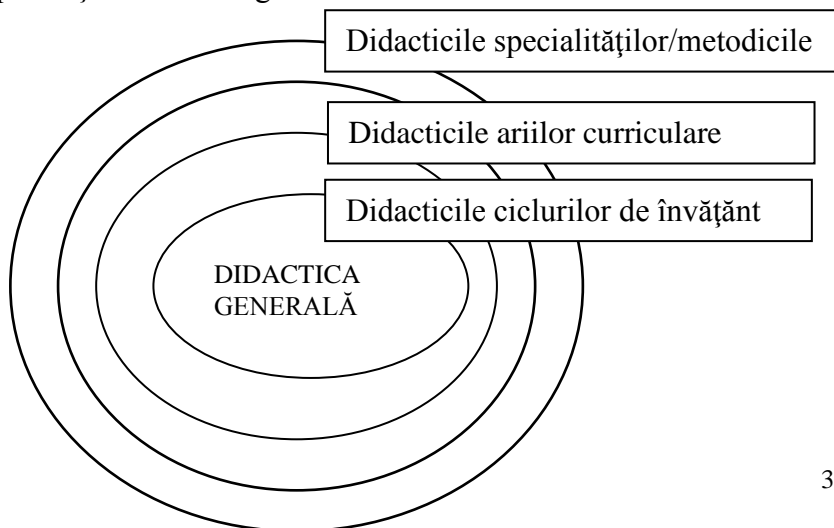 Didacticile specialităţilor/metodicile
Didacticile ariilor curriculare
Didacticile ciclurilor de învăţănt
DIDACTICA
GENERALĂ
3